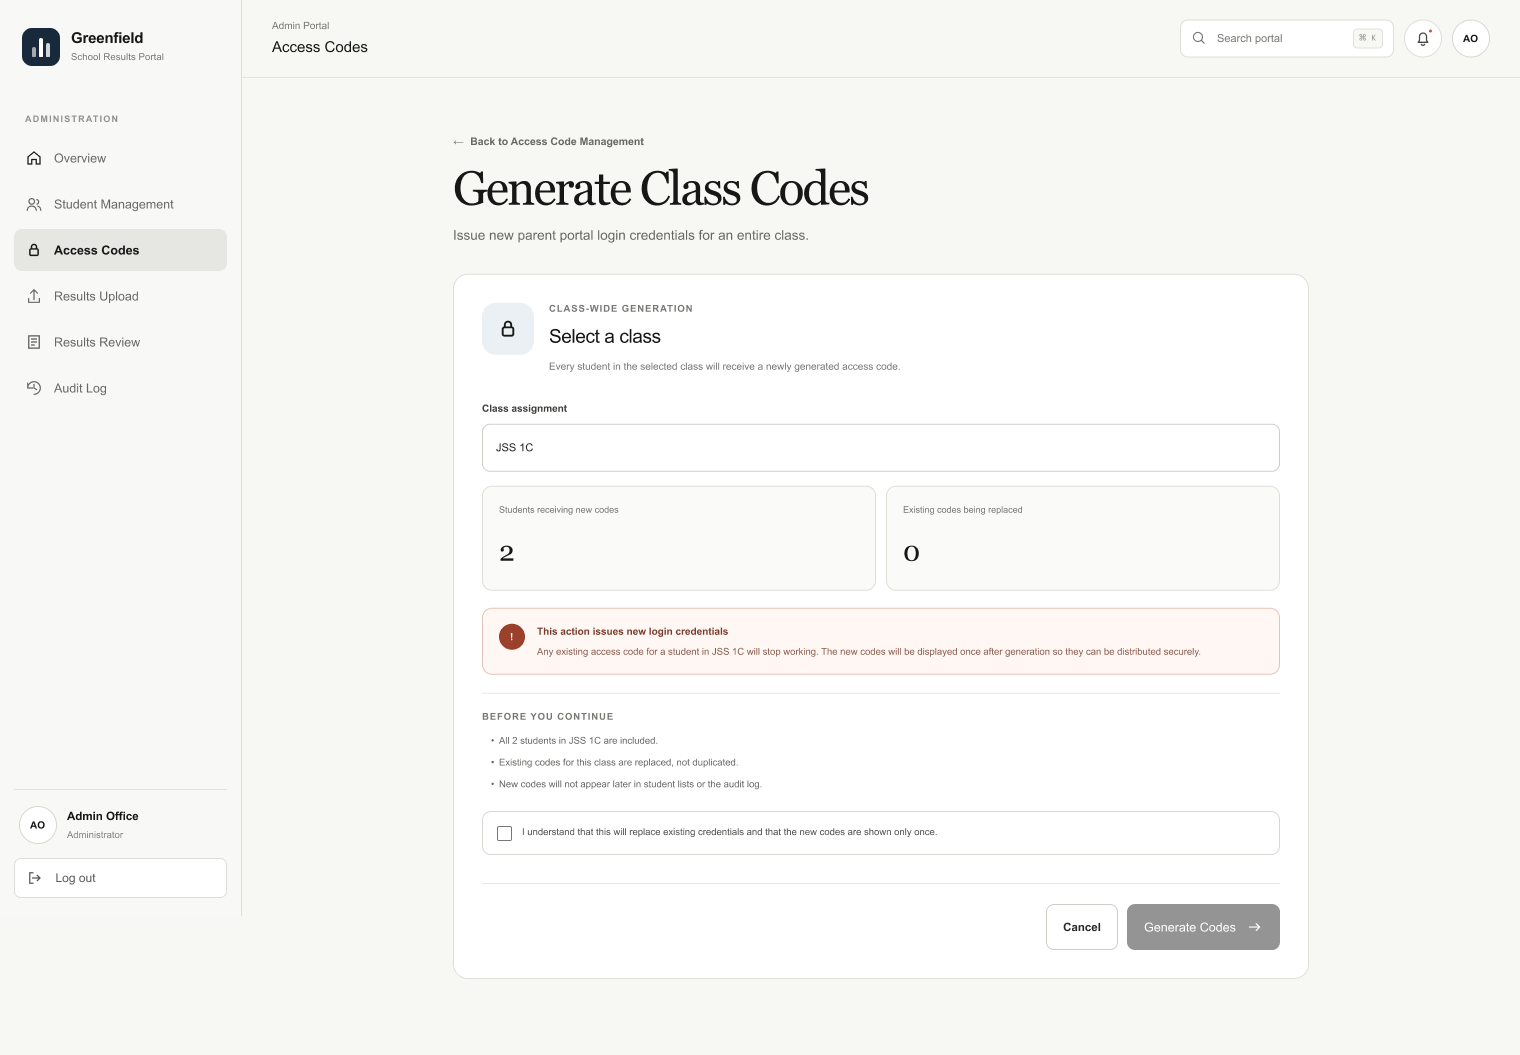 Greenfield
School Results Portal
ADMINISTRATION
Overview
Student Management
Access Codes
Results Upload
Results Review
Audit Log
AO
Admin Office
Administrator
Log out
Admin Portal
Access Codes
Search portal
⌘ K
AO
← Back to Access Code Management
Generate Class Codes
Issue new parent portal login credentials for an entire class.
CLASS-WIDE GENERATION
Select a class
Every student in the selected class will receive a newly generated access code.
Class assignment
JSS 1C
Students receiving new codes
2
Existing codes being replaced
0
!
This action issues new login credentials
Any existing access code for a student in JSS 1C will stop working. The new codes will be displayed once after generation so they can be distributed securely.
BEFORE YOU CONTINUE
• All 2 students in JSS 1C are included.
• Existing codes for this class are replaced, not duplicated.
• New codes will not appear later in student lists or the audit log.
I understand that this will replace existing credentials and that the new codes are shown only once.
Cancel
Generate Codes →